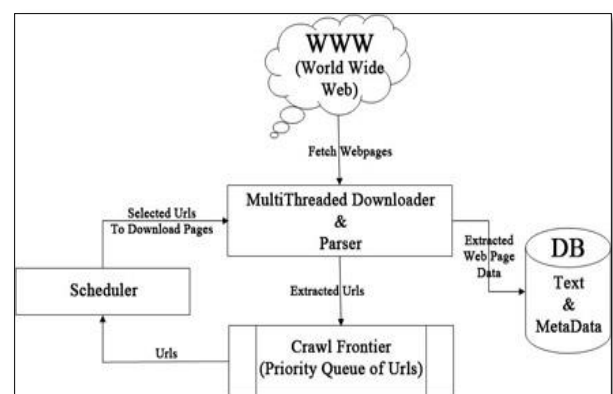 WWW
(World Wide
Web)
Fetch Webpages
MultiThreaded Downloader
&
Parser
Selected Urls
To Download Pages
Extracted
Web Page
Data
DB
Text
&
MetaData
Scheduler
Extracted Urls
Urls
Crawl Frontier
(Priority Queue of Urls)